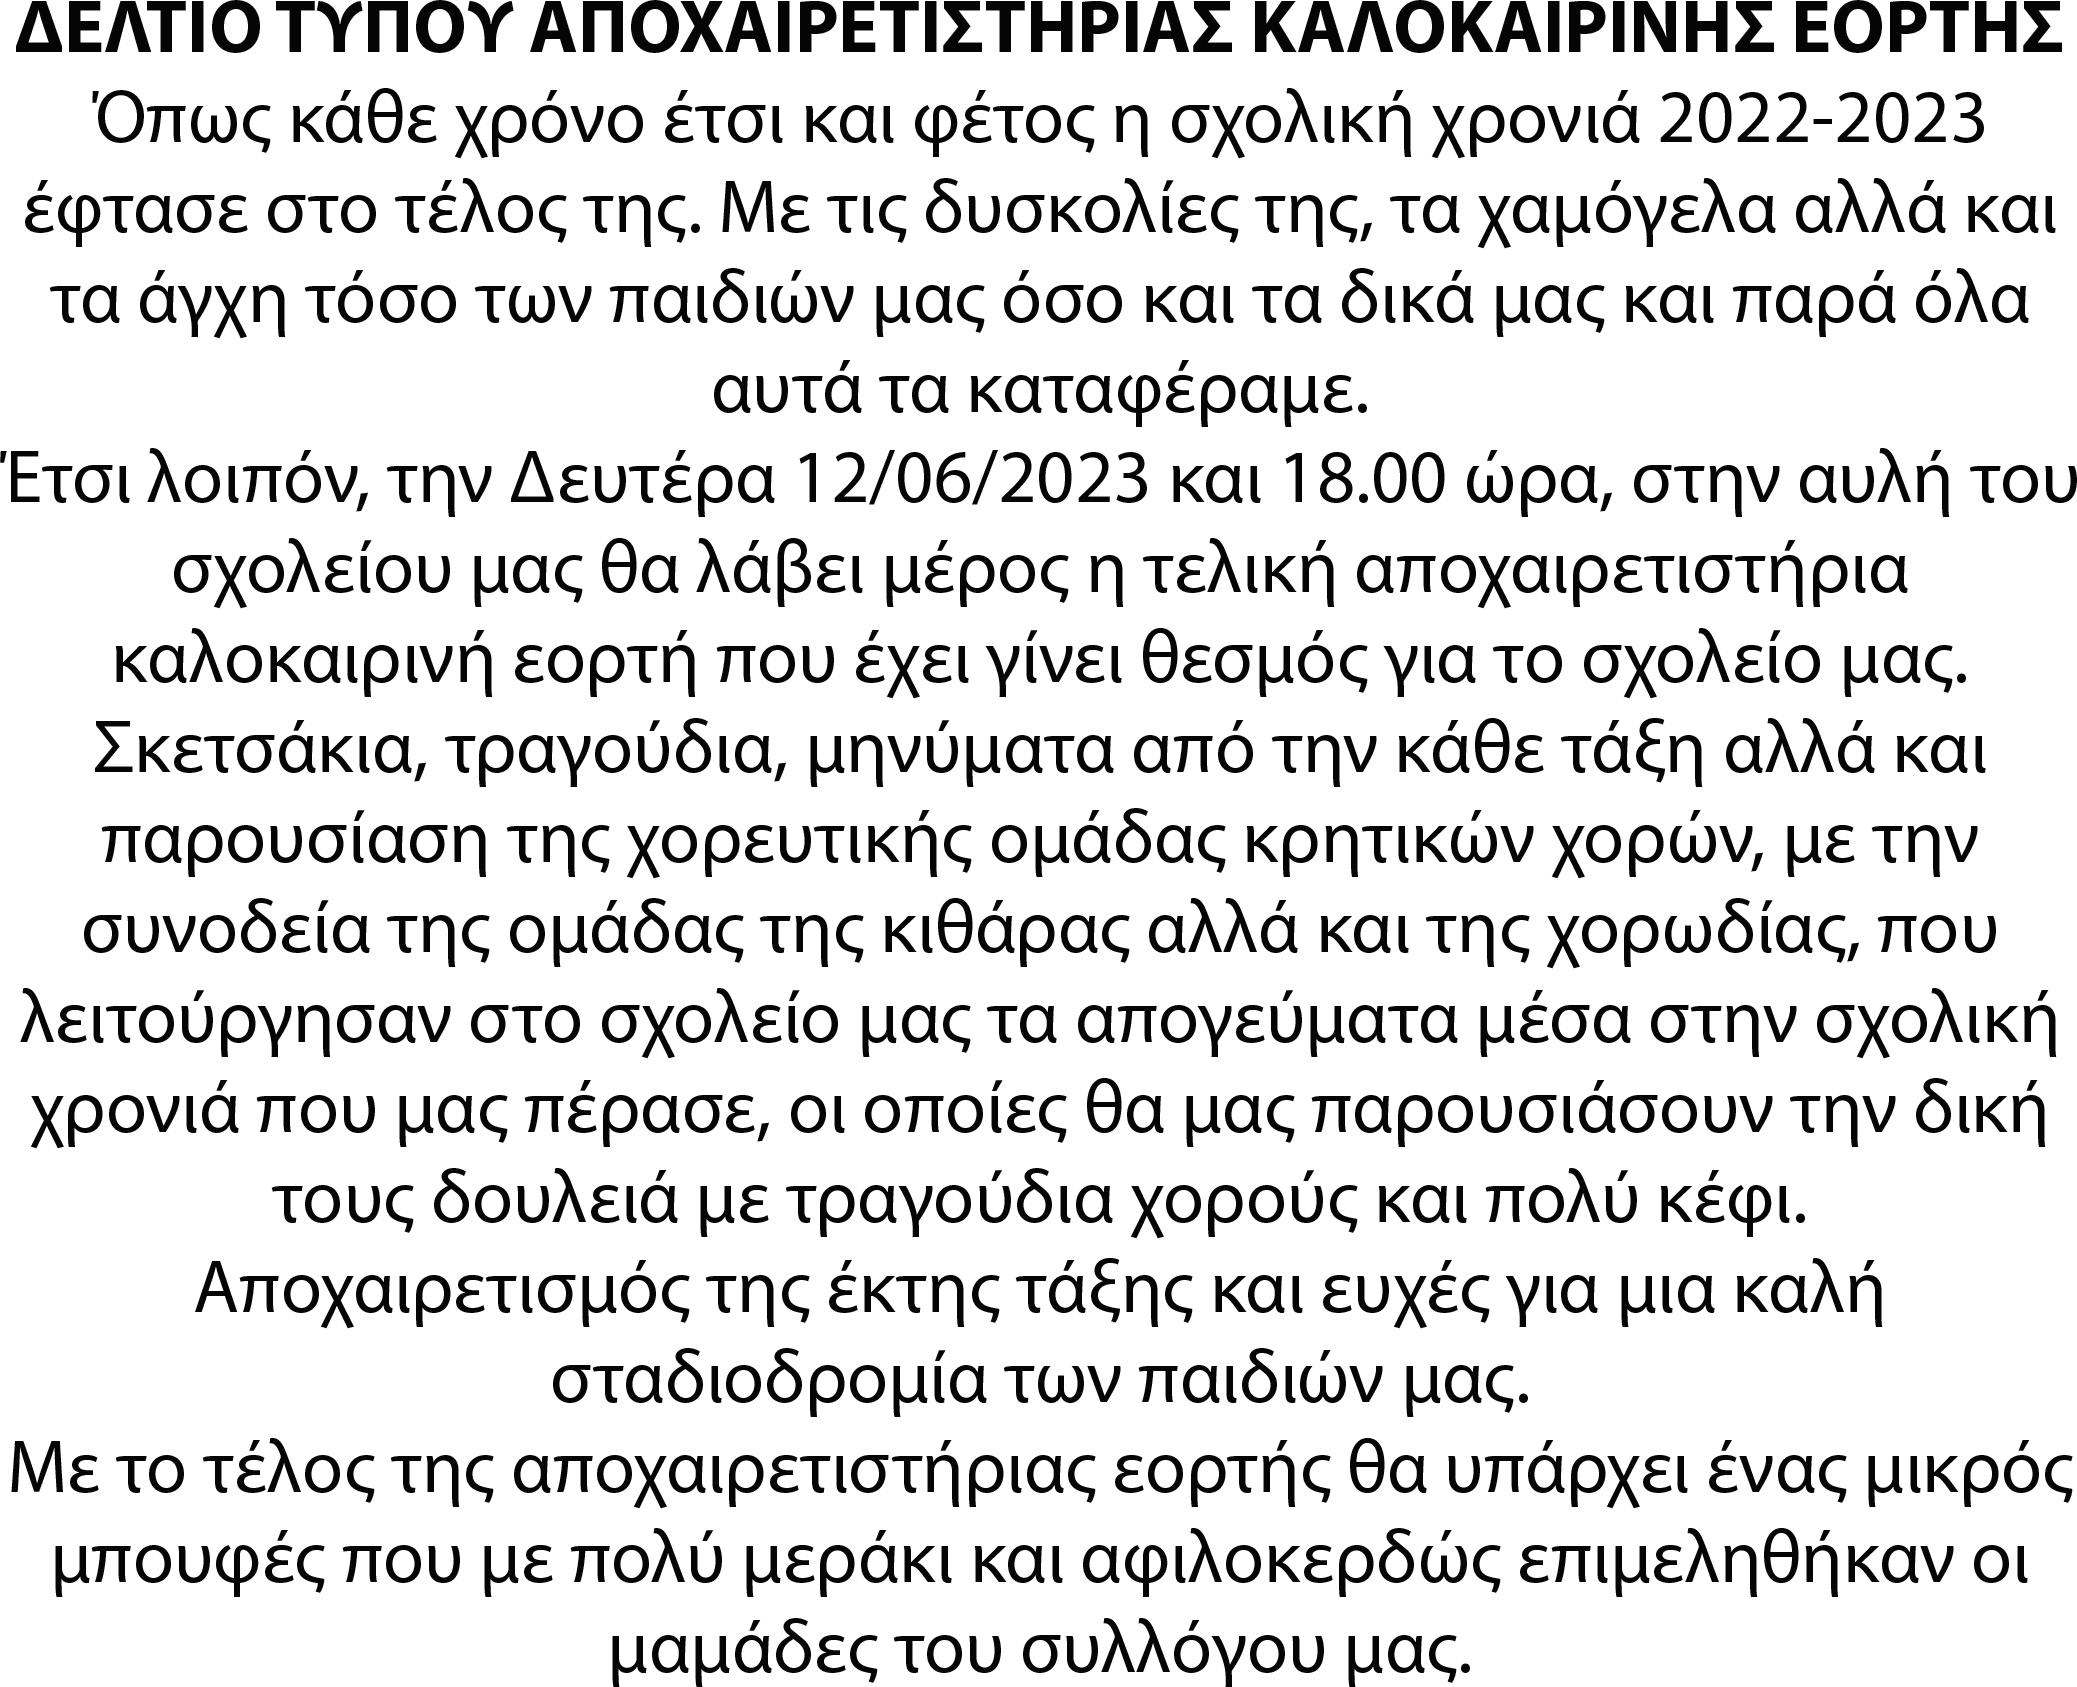 ΔΕΛΤΙΟ ΤΥΠΟΥ ΑΠΟΧΑΙΡΕΤΙΣΤΗΡΙΑΣ ΚΑΛΟΚΑΙΡΙΝΗΣ ΕΟΡΤΗΣ
Όπως κάθε χρόνο έτσι και φέτος η σχολική χρονιά 2022-2023
έφτασε στο τέλος της. Με τις δυσκολίες της, τα χαμόγελα αλλά και
τα άγχη τόσο των παιδιών μας όσο και τα δικά μας και παρά όλα
αυτά τα καταφέραμε.
Έτσι λοιπόν, την Δευτέρα 12/06/2023 και 18.00 ώρα, στην αυλή του
σχολείου μας θα λάβει μέρος η τελική αποχαιρετιστήρια
καλοκαιρινή εορτή που έχει γίνει θεσμός για το σχολείο μας.
Σκετσάκια, τραγούδια, μηνύματα από την κάθε τάξη αλλά και
παρουσίαση της χορευτικής ομάδας κρητικών χορών, με την
συνοδεία της ομάδας της κιθάρας αλλά και της χορωδίας, που
λειτούργησαν στο σχολείο μας τα απογεύματα μέσα στην σχολική
χρονιά που μας πέρασε, οι οποίες θα μας παρουσιάσουν την δική
τους δουλειά με τραγούδια χορούς και πολύ κέφι.
Αποχαιρετισμός της έκτης τάξης και ευχές για μια καλή
σταδιοδρομία των παιδιών μας.
Με το τέλος της αποχαιρετιστήριας εορτής θα υπάρχει ένας μικρός
μπουφές που με πολύ μεράκι και αφιλοκερδώς επιμεληθήκαν οι
μαμάδες του συλλόγου μας.